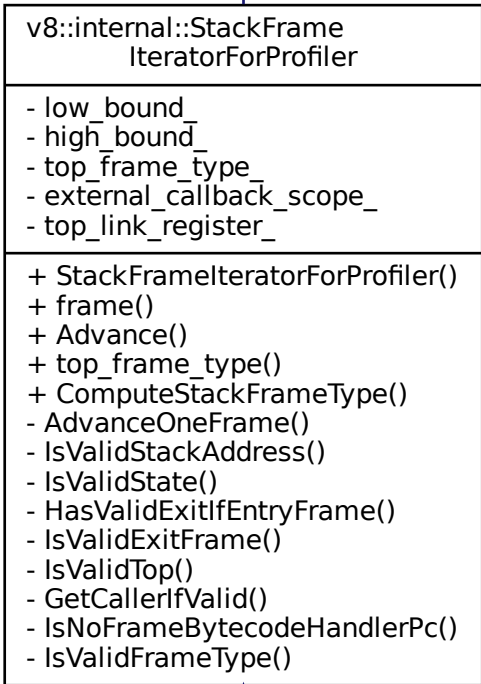 v8::internal::StackFrame
IteratorForProfiler
- low_bound_
- high_bound_
- top_frame_type_
- external_callback_scope_
- top_link_register_
+ StackFrameIteratorForProfiler()
+ frame()
+ Advance()
+ top_frame_type()
+ ComputeStackFrameType()
- AdvanceOneFrame()
- IsValidStackAddress()
- IsValidState()
- HasValidExitIfEntryFrame()
- IsValidExitFrame()
- IsValidTop()
- GetCallerIfValid()
- IsNoFrameBytecodeHandlerPc()
- IsValidFrameType()